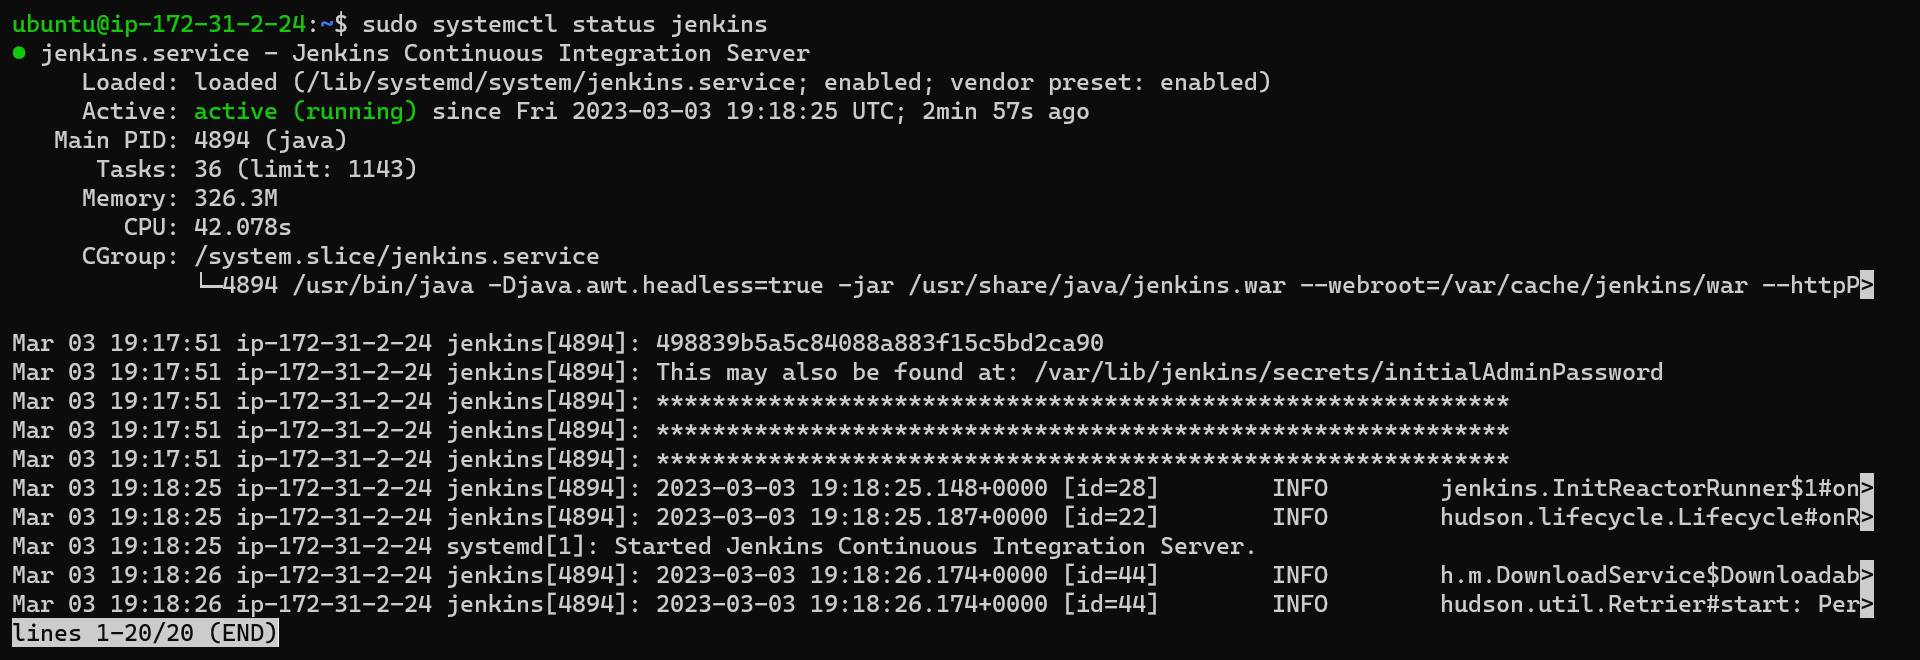 ubuntu@ip-172-31-2-24:~$ sudo systemctl status jenkins
● jenkins.service - Jenkins Continuous Integration Server
     Loaded: loaded (/lib/systemd/system/jenkins.service; enabled; vendor preset: enabled)
     Active: active (running) since Fri 2023-03-03 19:18:25 UTC; 2min 57s ago
   Main PID: 4894 (java)
      Tasks: 36 (limit: 1143)
     Memory: 326.3M
        CPU: 42.078s
     CGroup: /system.slice/jenkins.service
             └─4894 /usr/bin/java -Djava.awt.headless=true -jar /usr/share/java/jenkins.war --webroot=/var/cache/jenkins/war --httpP>

Mar 03 19:17:51 ip-172-31-2-24 jenkins[4894]: 498839b5a5c84088a883f15c5bd2ca90
Mar 03 19:17:51 ip-172-31-2-24 jenkins[4894]: This may also be found at: /var/lib/jenkins/secrets/initialAdminPassword
Mar 03 19:17:51 ip-172-31-2-24 jenkins[4894]: *************************************************************
Mar 03 19:17:51 ip-172-31-2-24 jenkins[4894]: *************************************************************
Mar 03 19:17:51 ip-172-31-2-24 jenkins[4894]: *************************************************************
Mar 03 19:18:25 ip-172-31-2-24 jenkins[4894]: 2023-03-03 19:18:25.148+0000 [id=28]        INFO        jenkins.InitReactorRunner$1#on>
Mar 03 19:18:25 ip-172-31-2-24 jenkins[4894]: 2023-03-03 19:18:25.187+0000 [id=22]        INFO        hudson.lifecycle.Lifecycle#onR>
Mar 03 19:18:25 ip-172-31-2-24 systemd[1]: Started Jenkins Continuous Integration Server.
Mar 03 19:18:26 ip-172-31-2-24 jenkins[4894]: 2023-03-03 19:18:26.174+0000 [id=44]        INFO        h.m.DownloadService$Downloadab>
Mar 03 19:18:26 ip-172-31-2-24 jenkins[4894]: 2023-03-03 19:18:26.174+0000 [id=44]        INFO        hudson.util.Retrier#start: Per>
lines 1-20/20 (END)